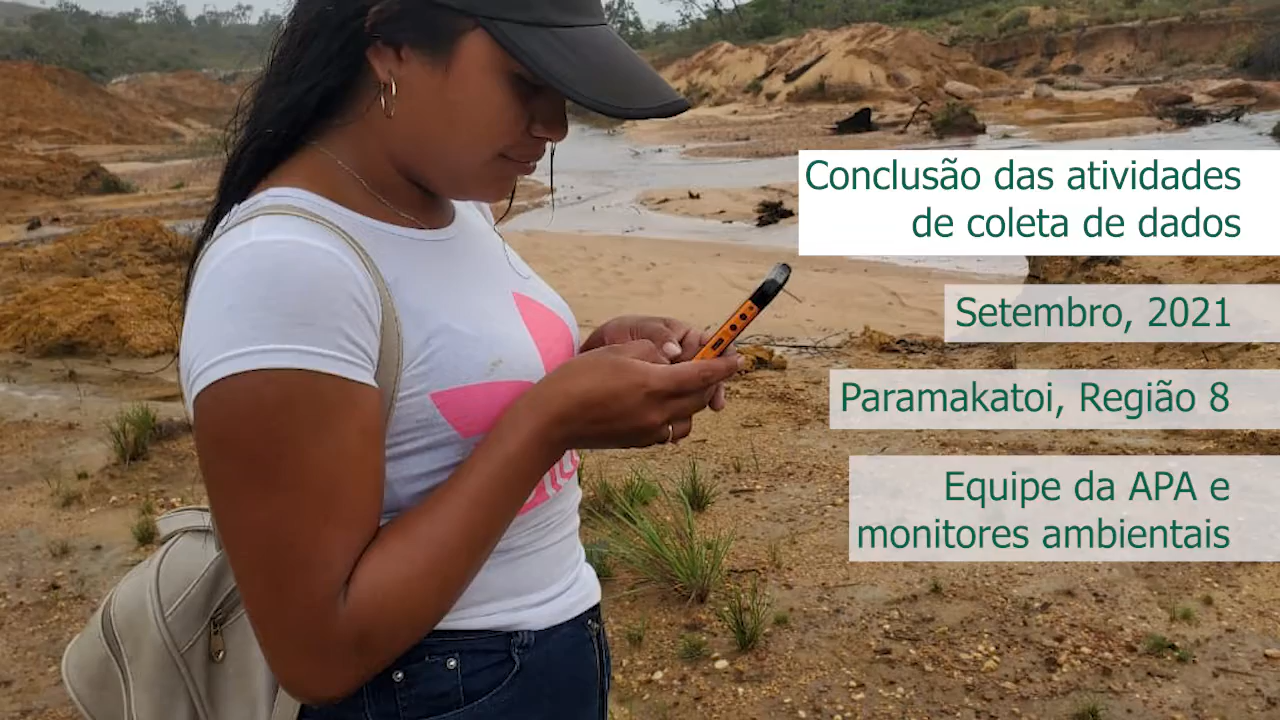 Conclusão das atividades
de coleta de dados
Setembro, 2021
Paramakatoi, Região 8
Equipe da APA e
monitores ambientais